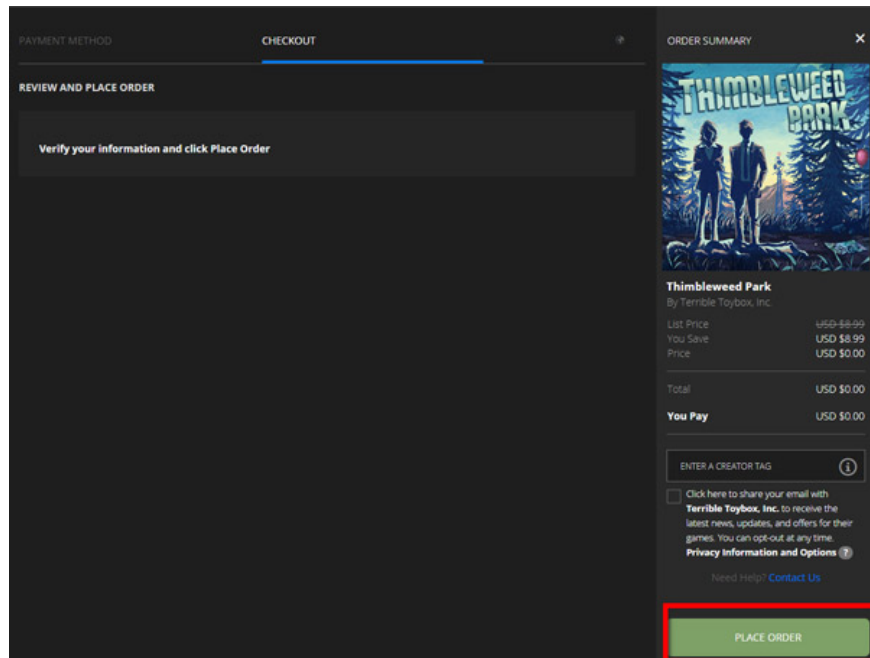 PAYMENT METHOD
CHECKOUT
REVIEW AND PLACE ORDER
Verify your information and click Place Order
ORDER SUMMARY
THIMBLEWEED
PARK
Thimbleweed Park
By Terrible Toybox, Inc.
List Price USD $8.99
You Save USD $8.99
Price USD $0.00
Total USD $0.00
You Pay USD $0.00
ENTER A CREATOR TAG
Click here to share your email with
Terrible Toybox, Inc. to receive the
latest news, updates, and offers for their
games. You can opt-out at any time.
Privacy Information and Options ?
Need Help? Contact Us
PLACE ORDER